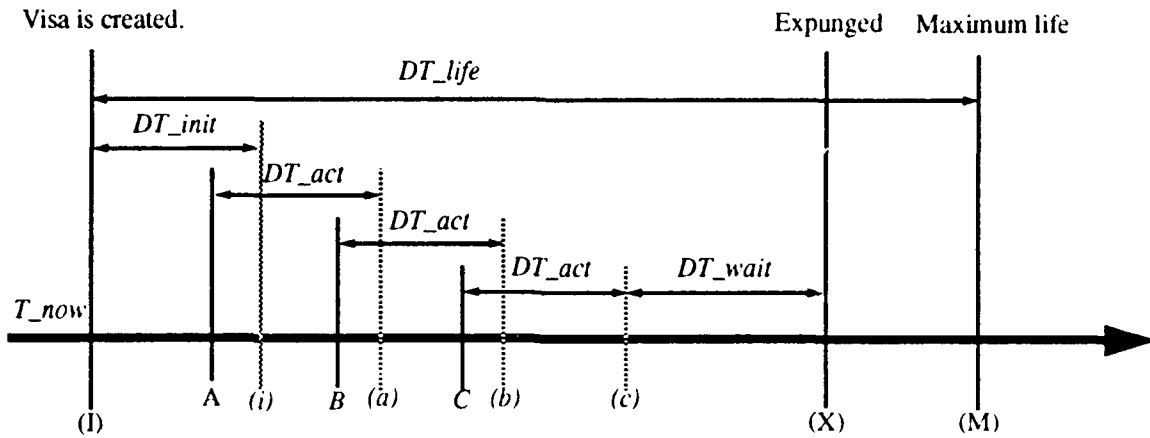 Visa is created.
Expunged
Maximum life
DT_life
DT_init
DT_act
DT_act
DT_act
DT_wait
T_now
A
(i)
B
(a)
C
(b)
(c)
(I)
(X)
(M)